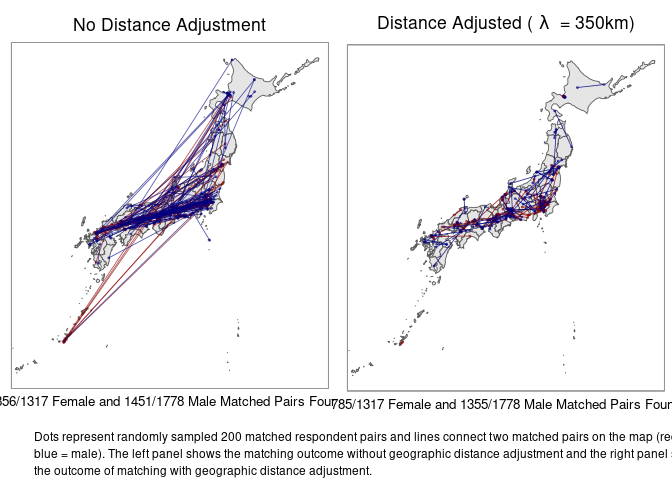 No Distance Adjustment
Distance Adjusted ( λ = 350km)
856/1317 Female and 1451/1778 Male Matched Pairs Four
785/1317 Female and 1355/1778 Male Matched Pairs Four
Dots represent randomly sampled 200 matched respondent pairs and lines connect two matched pairs on the map (re
blue = male). The left panel shows the matching outcome without geographic distance adjustment and the right panel s
the outcome of matching with geographic distance adjustment.